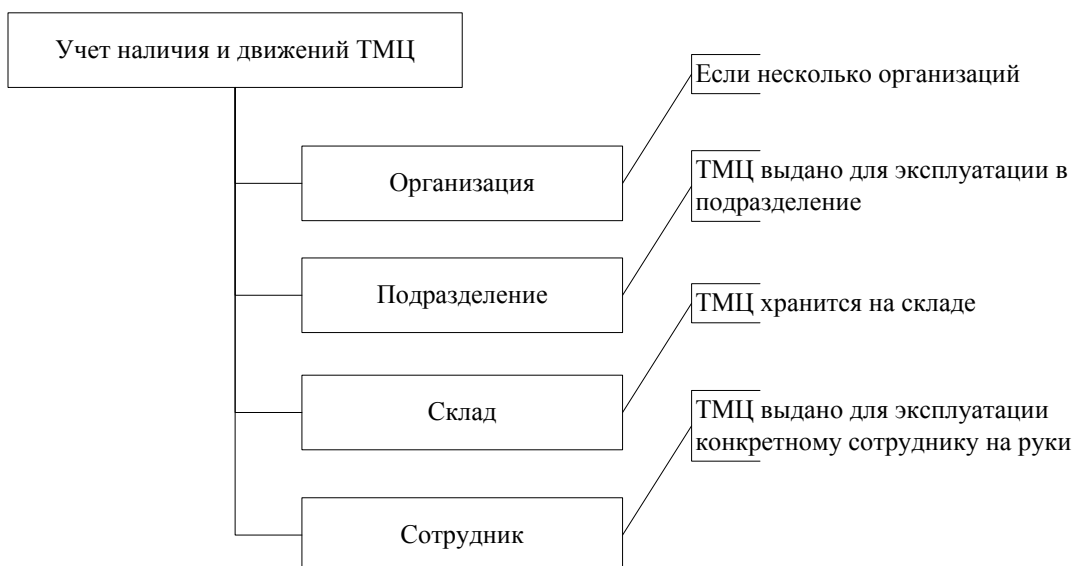 Учет наличия и движений ТМЦ
Если несколько организаций
Организация
ТМЦ выдано для эксплуатации в
подразделение
Подразделение
ТМЦ хранится на складе
Склад
ТМЦ выдано для эксплуатации
конкретному сотруднику на руки
Сотрудник